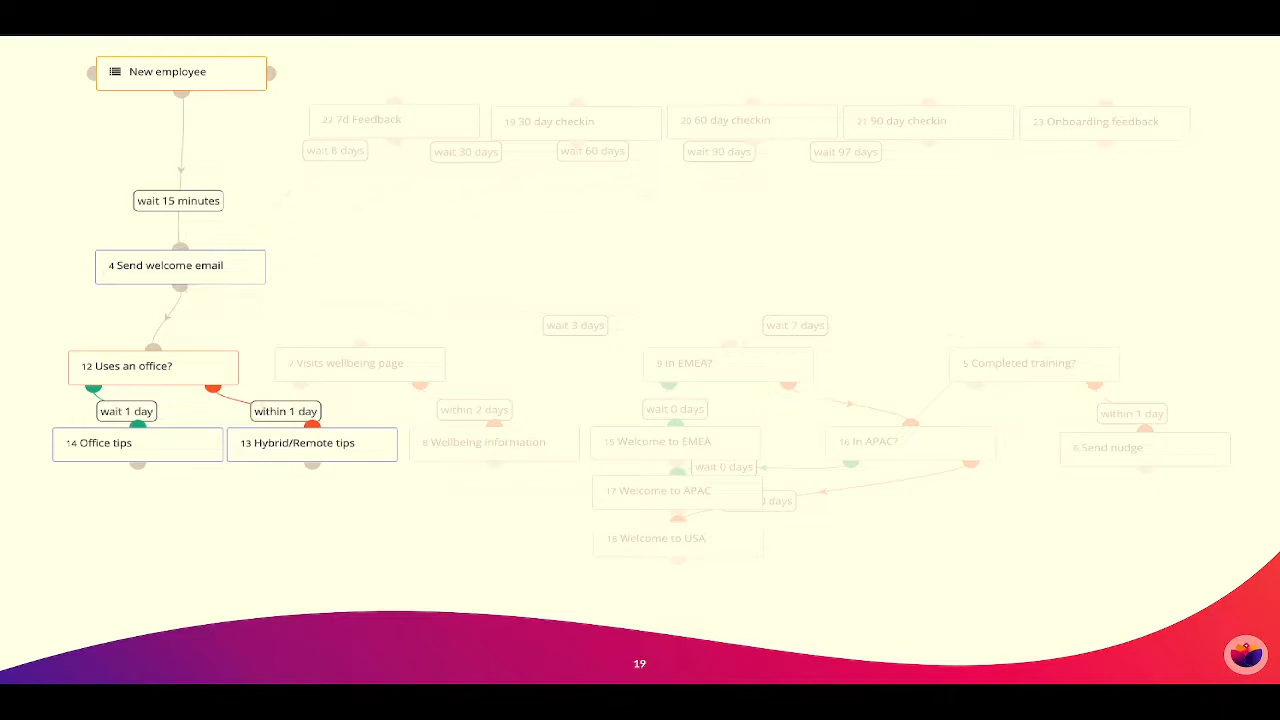 New employee
22 7d Feedback
19 30 day checkin
20 60 day checkin
21 90 day checkin
23 Onboarding feedback
wait 8 days
wait 30 days
wait 60 days
wait 90 days
wait 97 days
wait 15 minutes
4 Send welcome email
wait 3 days
wait 7 days
12 Uses an office?
7 Visits wellbeing page
9 In EMEA?
5 Completed training?
wait 1 day
within 1 day
within 2 days
wait 0 days
within 1 day
14 Office tips
13 Hybrid/Remote tips
8 Wellbeing information
15 Welcome to EMEA
16 In APAC?
6 Send nudge
wait 0 days
17 Welcome to APAC
days
18 Welcome to USA
19